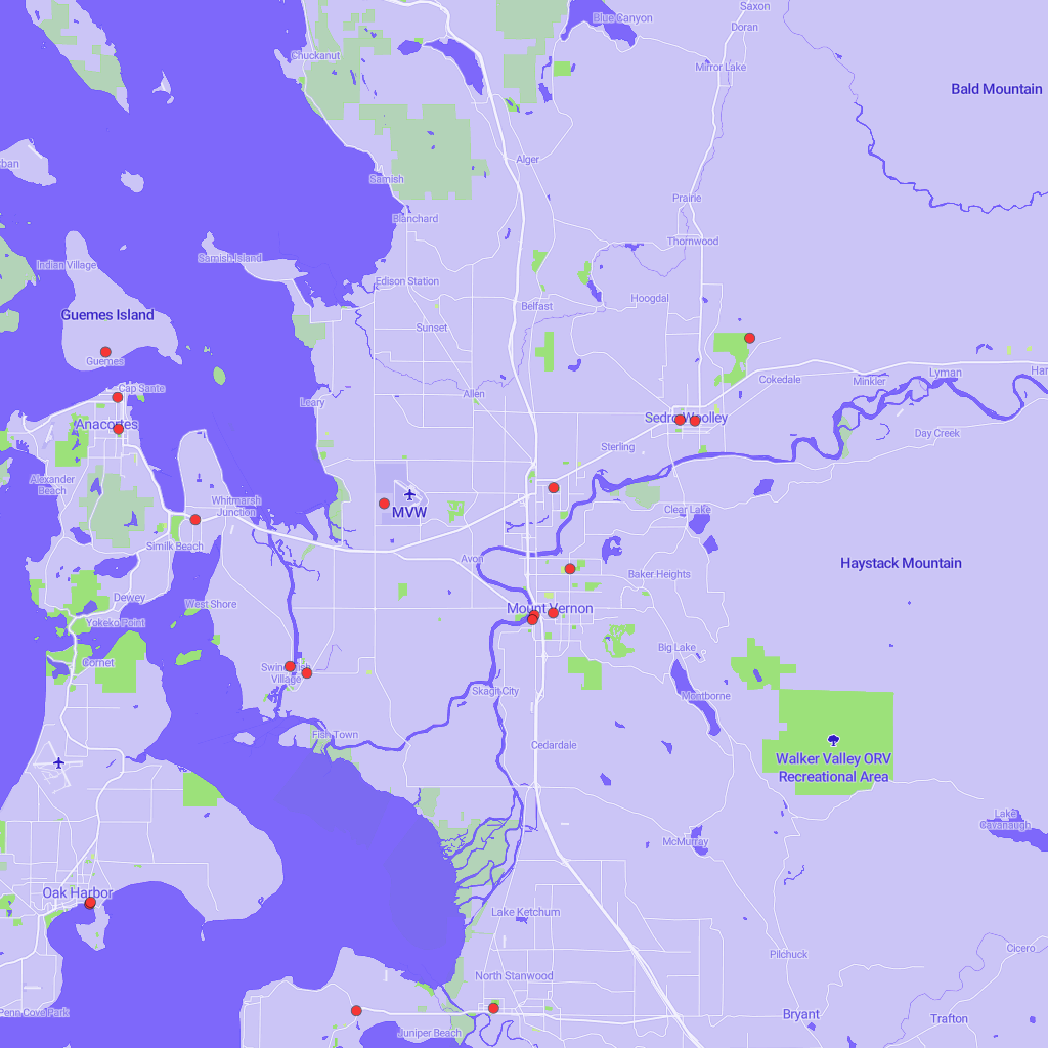 Saxon
Blue Canyon
Doran
Chuckanut
Mirror Lake
Bald Mountain
Alger
Samish
Prairie
Blanchard
Thornwood
Samish Island
Indian Village
Edison Station
Hoogdal
Belfast
Guemes Island
Sunset
Guemes
Lyman
Minkler
Cokedale
Cap Sante
Allen
Leary
Anacortes
Day Creek
Sterling
Alexander
Beach
MVW
Whitmarsh
Junction
Clear Lake
Similk Beach
Avon
Haystack Mountain
Baker Heights
Dewey
West Shore
Mount Vernon
Yokeko Point
Big Lake
Cornet
Village
Skagit City
Montborne
Fish Town
Cedardale
Walker Valley ORV
Recreational Area
Lake
Cavanaugh
McMurray
Oak Harbor
Lake Ketchum
Cicero
Pilchuck
North Stanwood
Penn Cove Park
Bryant
Trafton
Juniper Beach